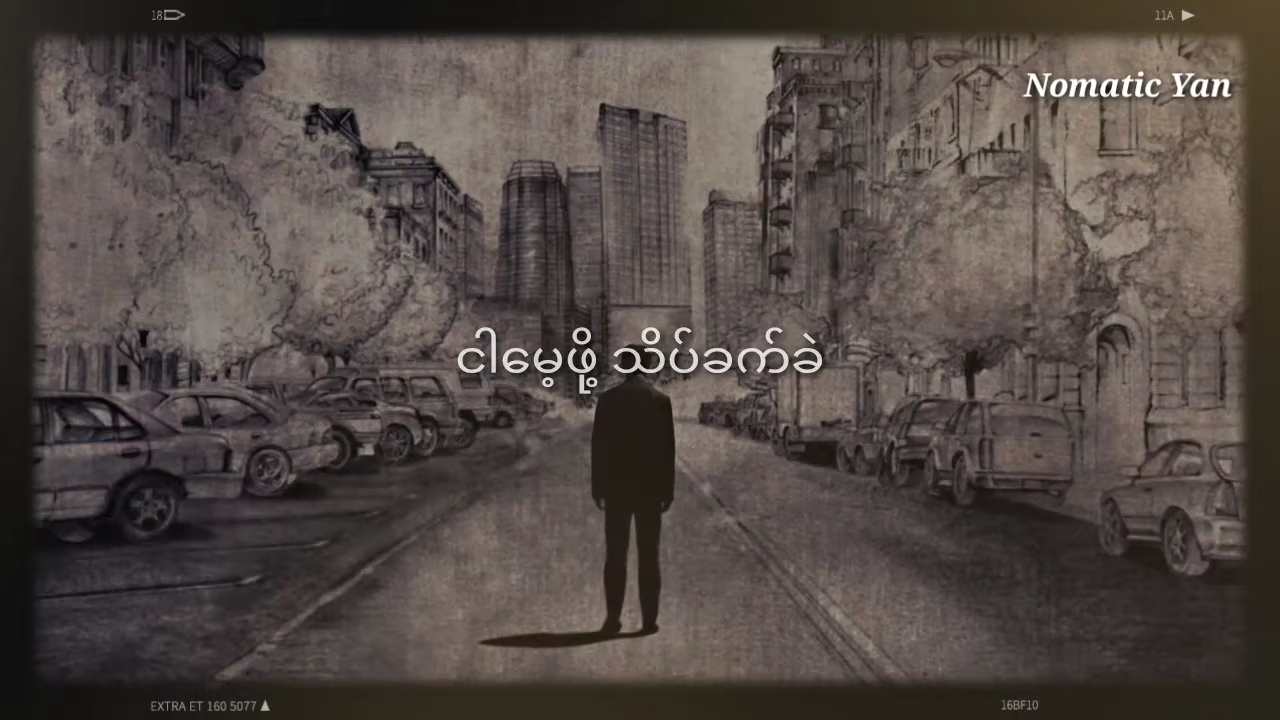 18
11A
Nomatic Yan
ငါမေ့ဖို့ သိပ်ခက်ခဲ
EXTRA ET 160 5077
16BF10